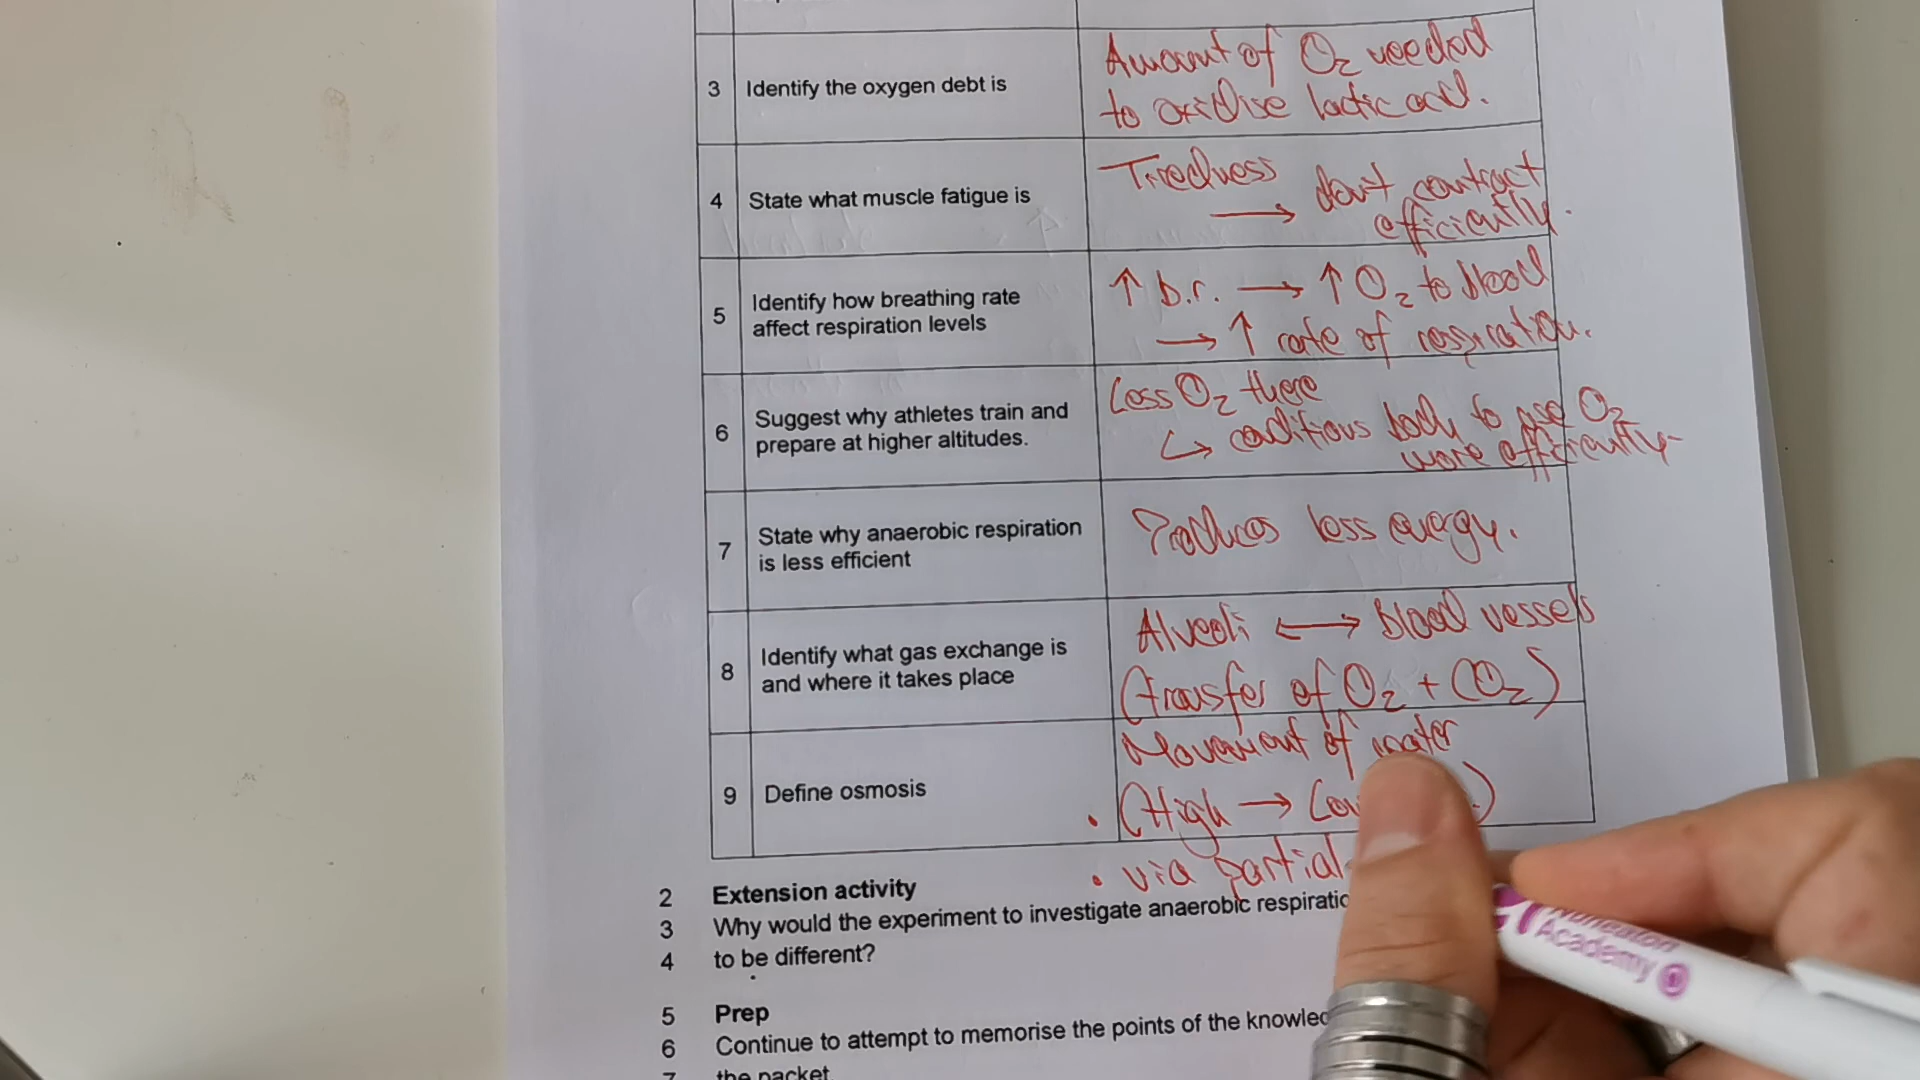 3 Identify the oxygen debt is
Amount of O2 needed
to oxidise lactic acid.
4 State what muscle fatigue is
Tiredness
→ don't contract
efficiently.
5 Identify how breathing rate
affect respiration levels
↑ b.r. → ↑ O2 to blood
→ ↑ rate of respiration.
6 Suggest why athletes train and
prepare at higher altitudes.
Less O2 there
↳ conditions body to use O2
more efficiently
7 State why anaerobic respiration
is less efficient
Produces less energy.
8 Identify what gas exchange is
and where it takes place
Alveoli ↔ Blood vessels
(transfer of O2 + CO2)
9 Define osmosis
Movement of water
• (High →
• via partial
2 Extension activity
3 Why would the experiment to investigate anaerobic
4 to be different?
5 Prep
6 Continue to attempt to memorise the points of the
7 the packet
Academy